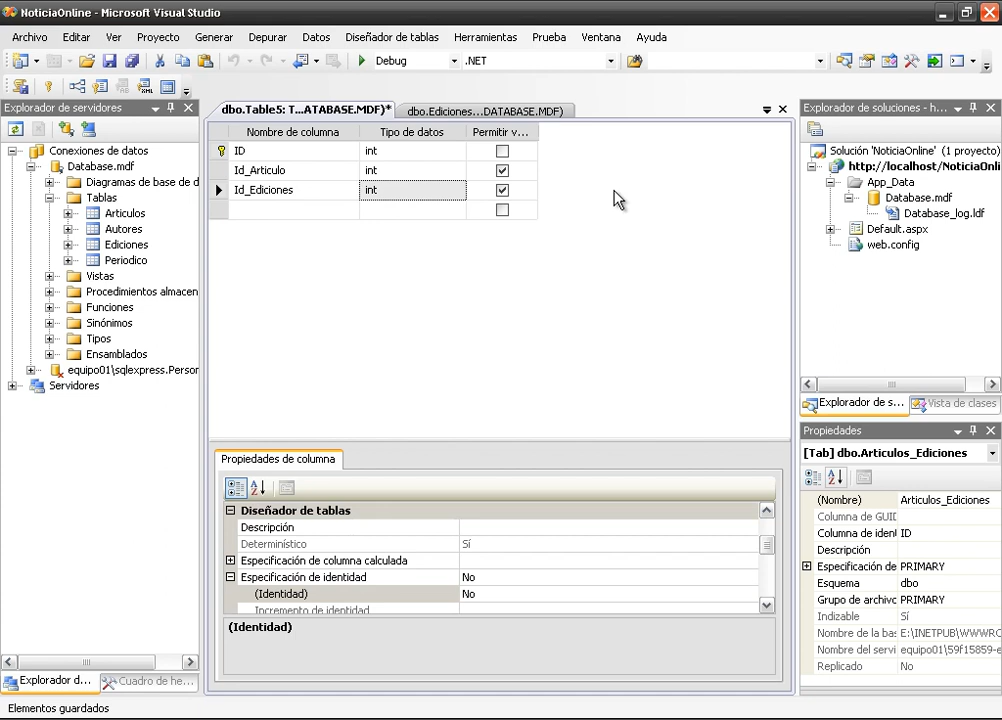 NoticiaOnline - Microsoft Visual Studio
Archivo Editar Ver Proyecto Generar Depurar Datos Diseñador de tablas Herramientas Prueba Ventana Ayuda
Debug .NET
Explorador de servidores
Conexiones de datos
Database.mdf
Diagramas de base de d
Tablas
Articulos
Autores
Ediciones
Periodico
Vistas
Procedimientos almacen
Funciones
Sinónimos
Tipos
Ensamblados
equipo01\sqlexpress.Person
Servidores
Explorador d... Cuadro de he...
dbo.Table5: T...ATABASE.MDF)* dbo.Ediciones...DATABASE.MDF)
Nombre de columna Tipo de datos Permitir v...
ID int
Id_Articulo int
Id_Ediciones int
Propiedades de columna
Diseñador de tablas
Descripción
Determinístico Sí
Especificación de columna calculada
Especificación de identidad No
(Identidad) No
Incremento de identidad
(Identidad)
Explorador de soluciones - h...
Solución 'NoticiaOnline' (1 proyecto)
http://localhost/NoticiaOnli
App_Data
Database.mdf
Database_log.ldf
Default.aspx
web.config
Explorador de s... Vista de clases
Propiedades
[Tab] dbo.Articulos_Ediciones
(Nombre) Articulos_Ediciones
Columna de GUID
Columna de ident ID
Descripción
Especificación de PRIMARY
Esquema dbo
Grupo de archivo PRIMARY
Indizable Sí
Nombre de la bas E:\INETPUB\WWWRC
Nombre del servi equipo01\59f15859-e
Replicado No
Elementos guardados